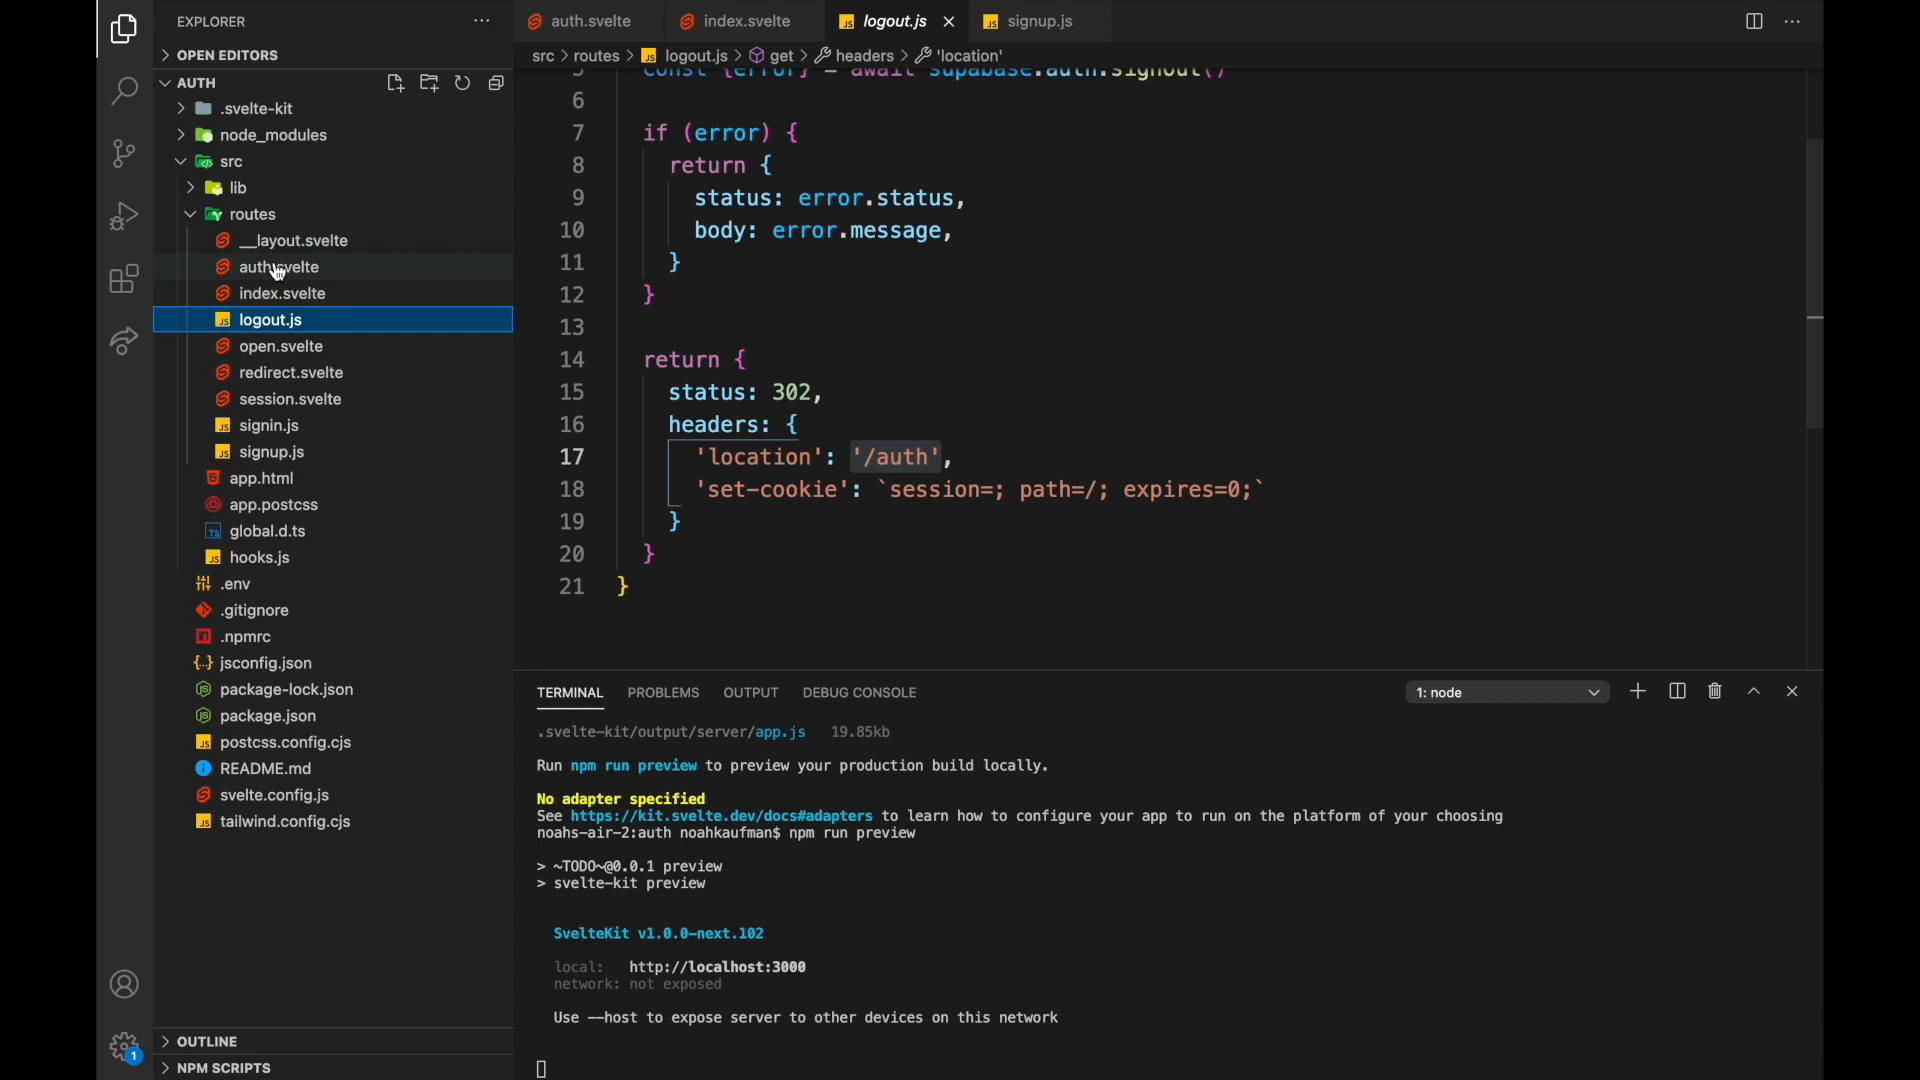 EXPLORER
OPEN EDITORS
AUTH
.svelte-kit
node_modules
src
lib
routes
__layout.svelte
auth.svelte
index.svelte
logout.js
open.svelte
redirect.svelte
session.svelte
signin.js
signup.js
app.html
app.postcss
global.d.ts
hooks.js
.env
.gitignore
.npmrc
jsconfig.json
package-lock.json
package.json
postcss.config.cjs
README.md
svelte.config.js
tailwind.config.cjs
OUTLINE
NPM SCRIPTS
1
auth.svelte index.svelte logout.js signup.js
src > routes > logout.js > get > headers > 'location'
5 const {error} = await supabase.auth.signout()
6
7 if (error) {
8 return {
9 status: error.status,
10 body: error.message,
11 }
12 }
13
14 return {
15 status: 302,
16 headers: {
17 'location': '/auth',
18 'set-cookie': `session=; path=/; expires=0;`
19 }
20 }
21 }
TERMINAL PROBLEMS OUTPUT DEBUG CONSOLE 1: node
.svelte-kit/output/server/app.js 19.85kb
Run npm run preview to preview your production build locally.
No adapter specified
See https://kit.svelte.dev/docs#adapters to learn how to configure your app to run on the platform of your choosing
noahs-air-2:auth noahkaufman$ npm run preview
> ~TODO~@0.0.1 preview
> svelte-kit preview
SvelteKit v1.0.0-next.102
local: http://localhost:3000
network: not exposed
Use --host to expose server to other devices on this network